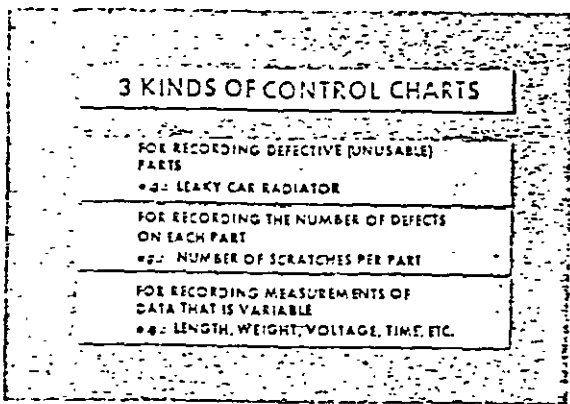 3 KINDS OF CONTROL CHARTS
FOR RECORDING DEFECTIVE (UNUSABLE)
PARTS
e.g.: LEAKY CAR RADIATOR
FOR RECORDING THE NUMBER OF DEFECTS
ON EACH PART
e.g.: NUMBER OF SCRATCHES PER PART
FOR RECORDING MEASUREMENTS OF
DATA THAT IS VARIABLE
e.g.: LENGTH, WEIGHT, VOLTAGE, TIME, ETC.